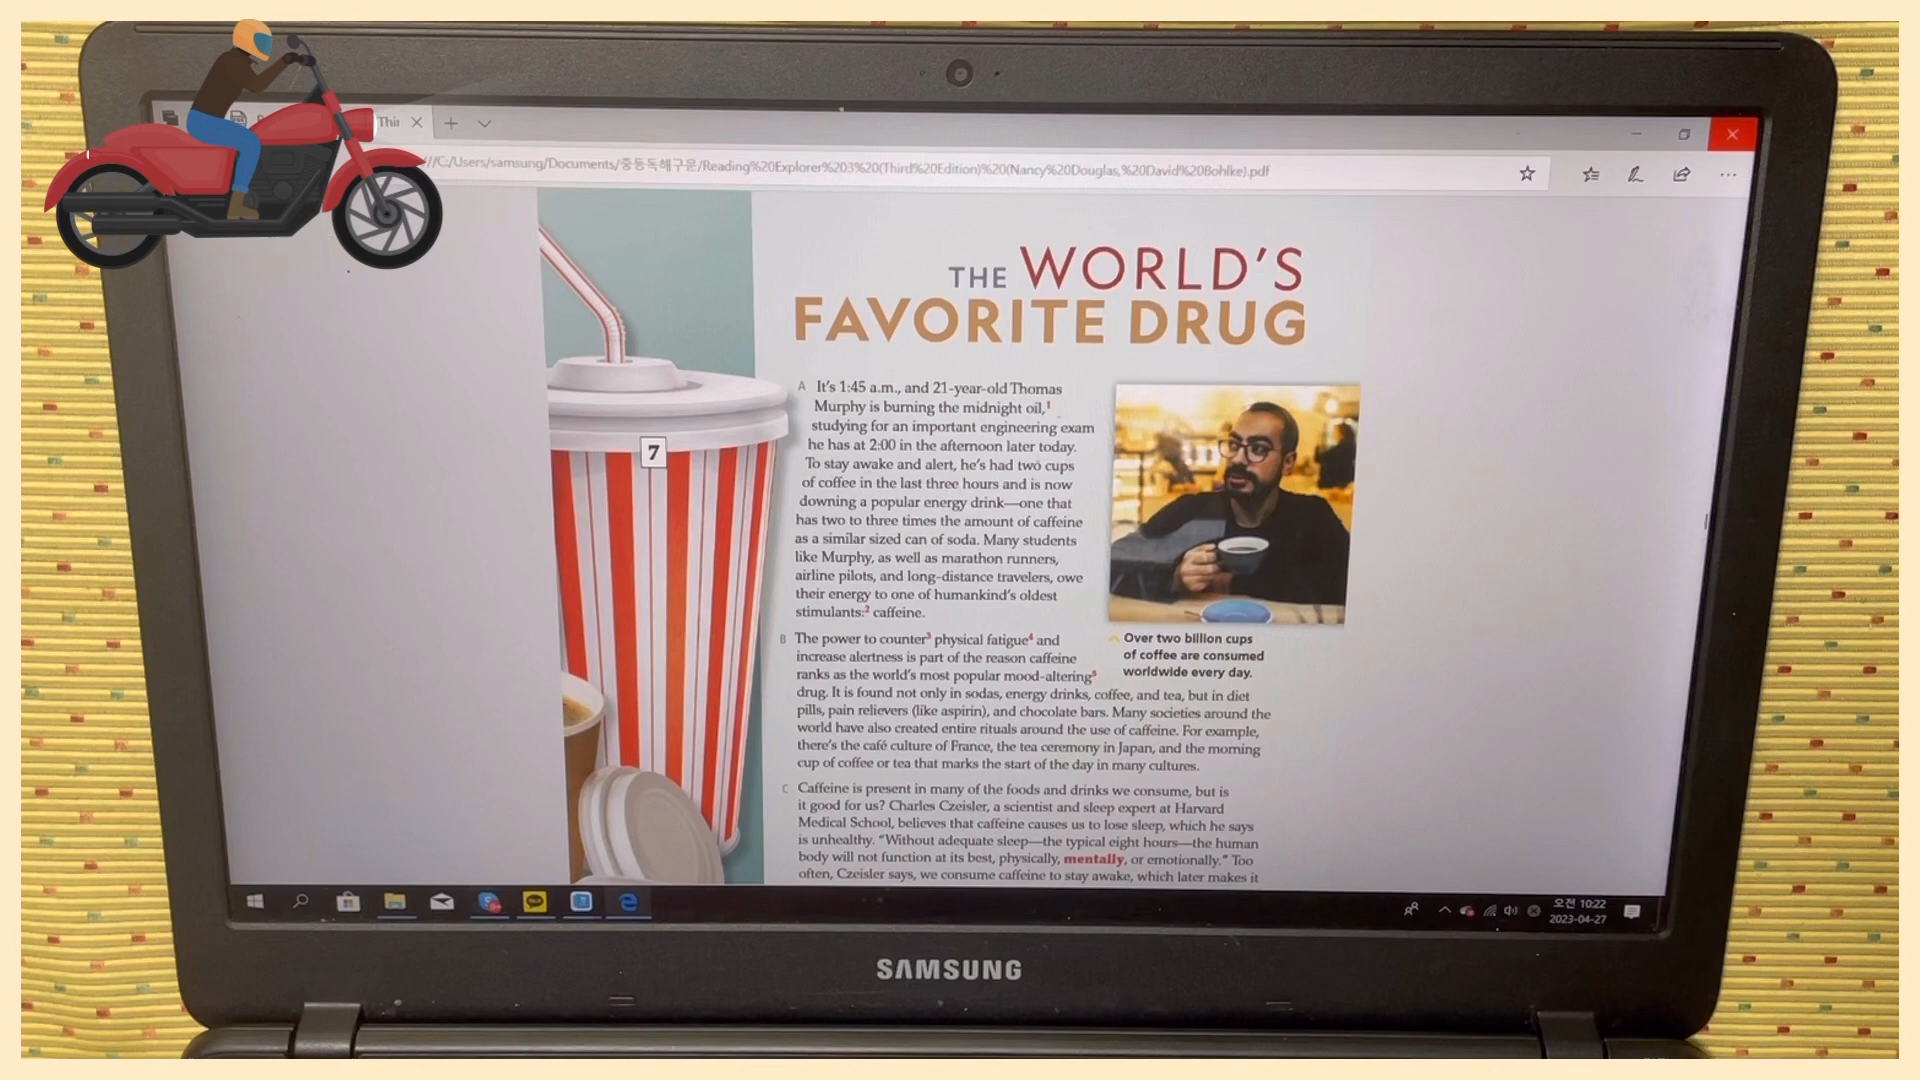 Thir
///C:/Users/samsung/Documents/중등독해구문/Reading%20Explorer%203%20(Third%20Edition)%20(Nancy%20Douglas,%20David%20Bohlke).pdf
THE WORLD'S
FAVORITE DRUG
7
A It's 1:45 a.m., and 21-year-old Thomas
Murphy is burning the midnight oil,1
studying for an important engineering exam
he has at 2:00 in the afternoon later today.
To stay awake and alert, he's had two cups
of coffee in the last three hours and is now
downing a popular energy drink—one that
has two to three times the amount of caffeine
as a similar sized can of soda. Many students
like Murphy, as well as marathon runners,
airline pilots, and long-distance travelers, owe
their energy to one of humankind's oldest
stimulants:2 caffeine.
B The power to counter3 physical fatigue4 and
increase alertness is part of the reason caffeine
ranks as the world's most popular mood-altering5
drug. It is found not only in sodas, energy drinks, coffee, and tea, but in diet
pills, pain relievers (like aspirin), and chocolate bars. Many societies around the
world have also created entire rituals around the use of caffeine. For example,
there's the café culture of France, the tea ceremony in Japan, and the morning
cup of coffee or tea that marks the start of the day in many cultures.
Over two billion cups
of coffee are consumed
worldwide every day.
C Caffeine is present in many of the foods and drinks we consume, but is
it good for us? Charles Czeisler, a scientist and sleep expert at Harvard
Medical School, believes that caffeine causes us to lose sleep, which he says
is unhealthy. "Without adequate sleep—the typical eight hours—the human
body will not function at its best, physically, mentally, or emotionally." Too
often, Czeisler says, we consume caffeine to stay awake, which later makes it
오전 10:22
2023-04-27
SAMSUNG